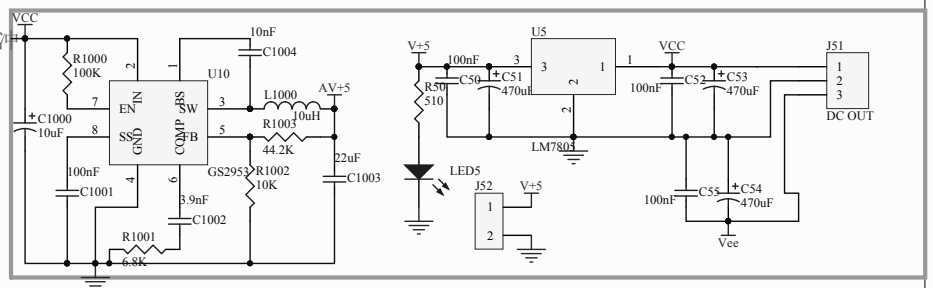 VCC
10nF
C1004
R1000
100K
2
1
U10
IN
BS
7
EN
SW
3
L1000
10uH
AV+5
C1000
10uF
8
SS
GND
COMP
FB
5
R1003
44.2K
GS2953
R1002
10K
22uF
C1003
100nF
C1001
4
6
3.9nF
C1002
R1001
6.8K
V+5
100nF
C50
C51
470uF
R50
510
LED5
U5
3
3
1
1
2
2
LM7805
VCC
C52
100nF
C53
470uF
J51
1
2
3
DC OUT
C55
100nF
C54
470uF
Vee
J52
1
2
V+5